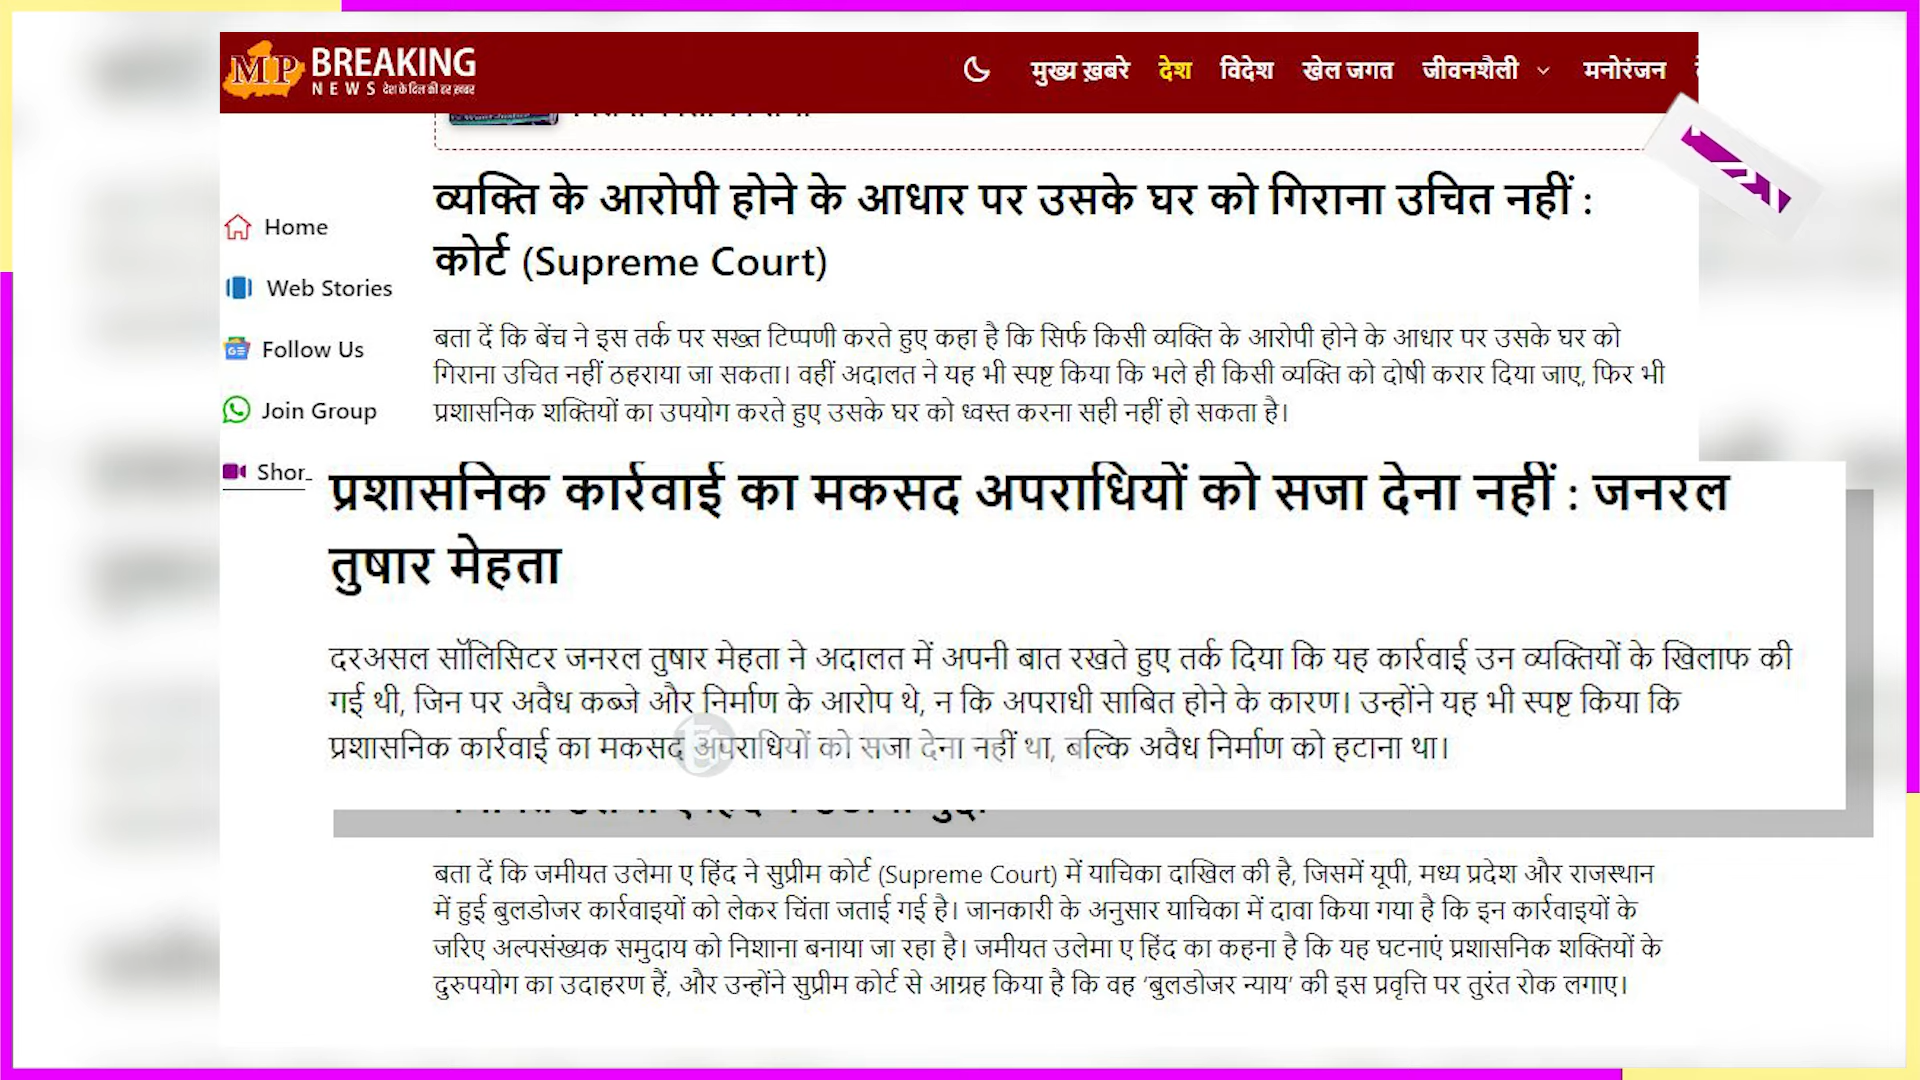 MP BREAKING NEWS देश के दिल की हर ख़बर
मुख्य ख़बरे देश विदेश खेल जगत जीवनशैली मनोरंजन
Home
Web Stories
Follow Us
Join Group
Shor
व्यक्ति के आरोपी होने के आधार पर उसके घर को गिराना उचित नहीं :
कोर्ट (Supreme Court)
बता दें कि बेंच ने इस तर्क पर सख्त टिप्पणी करते हुए कहा है कि सिर्फ किसी व्यक्ति के आरोपी होने के आधार पर उसके घर को
गिराना उचित नहीं ठहराया जा सकता। वहीं अदालत ने यह भी स्पष्ट किया कि भले ही किसी व्यक्ति को दोषी करार दिया जाए, फिर भी
प्रशासनिक शक्तियों का उपयोग करते हुए उसके घर को ध्वस्त करना सही नहीं हो सकता है।
प्रशासनिक कार्रवाई का मकसद अपराधियों को सजा देना नहीं : जनरल
तुषार मेहता
दरअसल सॉलिसिटर जनरल तुषार मेहता ने अदालत में अपनी बात रखते हुए तर्क दिया कि यह कार्रवाई उन व्यक्तियों के खिलाफ की
गई थी, जिन पर अवैध कब्जे और निर्माण के आरोप थे, न कि अपराधी साबित होने के कारण। उन्होंने यह भी स्पष्ट किया कि
प्रशासनिक कार्रवाई का मकसद अपराधियों को सजा देना नहीं था, बल्कि अवैध निर्माण को हटाना था।
बता दें कि जमीयत उलेमा ए हिंद ने सुप्रीम कोर्ट (Supreme Court) में याचिका दाखिल की है, जिसमें यूपी, मध्य प्रदेश और राजस्थान
में हुई बुलडोजर कार्रवाइयों को लेकर चिंता जताई गई है। जानकारी के अनुसार याचिका में दावा किया गया है कि इन कार्रवाइयों के
जरिए अल्पसंख्यक समुदाय को निशाना बनाया जा रहा है। जमीयत उलेमा ए हिंद का कहना है कि यह घटनाएं प्रशासनिक शक्तियों के
दुरुपयोग का उदाहरण हैं, और उन्होंने सुप्रीम कोर्ट से आग्रह किया है कि वह ‘बुलडोजर न्याय’ की इस प्रवृत्ति पर तुरंत रोक लगाए।